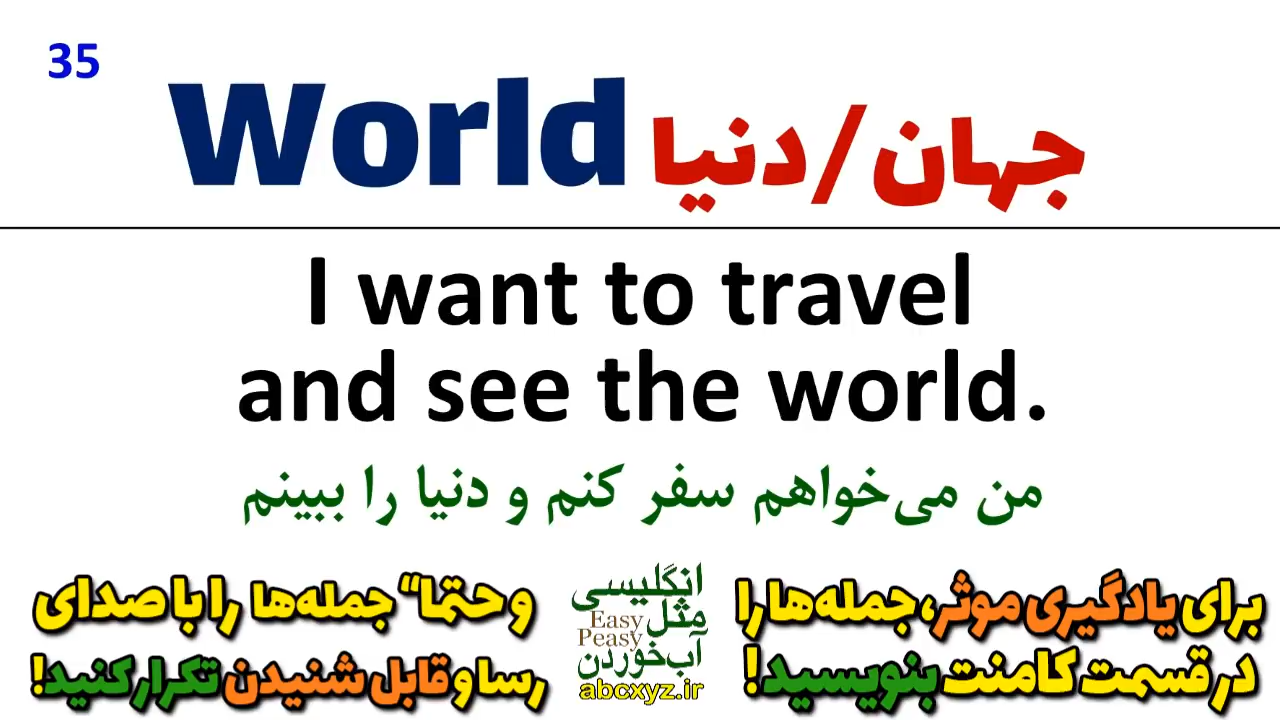 35
World جهان/دنیا
I want to travel
and see the world.
من می‌خواهم سفر کنم و دنیا را ببینم
برای یادگیری موثر، جمله‌ها را
در قسمت کامنت بنویسید!
انگلیسی
مثل Easy
Peasy
آب‌خوردن
abcxyz.ir
و حتما“ جمله‌ها را با صدای
رسا و قابل شنیدن تکرار کنید!